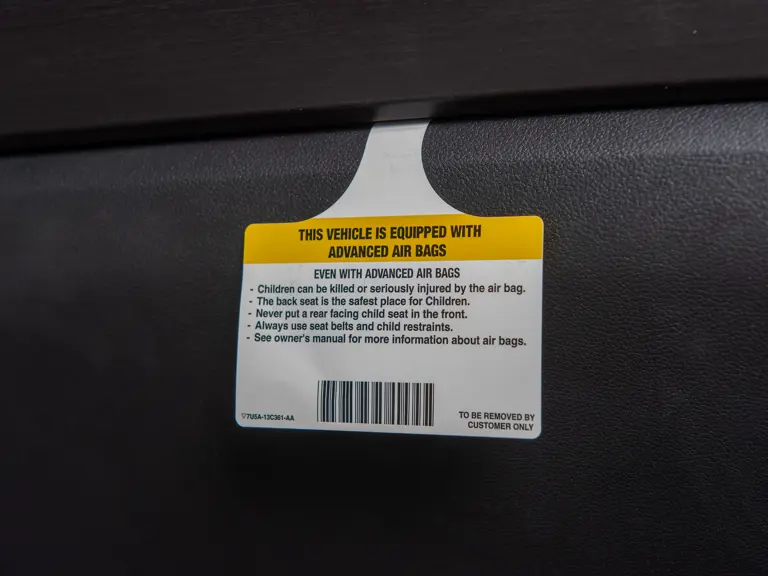 THIS VEHICLE IS EQUIPPED WITH
ADVANCED AIR BAGS
EVEN WITH ADVANCED AIR BAGS
- Children can be killed or seriously injured by the air bag.
- The back seat is the safest place for Children.
- Never put a rear facing child seat in the front.
- Always use seat belts and child restraints.
- See owner's manual for more information about air bags.
▽7U5A-13C361-AA
TO BE REMOVED BY
CUSTOMER ONLY